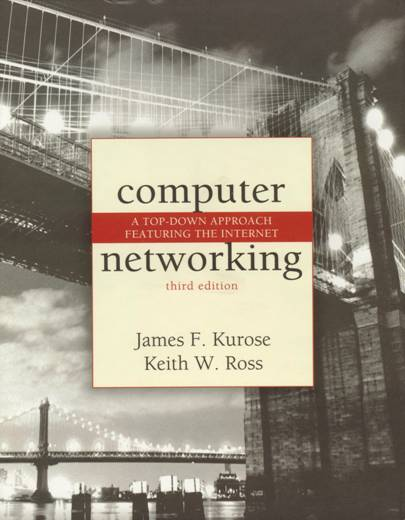 computer
A TOP-DOWN APPROACH
FEATURING THE INTERNET
networking
third edition
James F. Kurose
Keith W. Ross